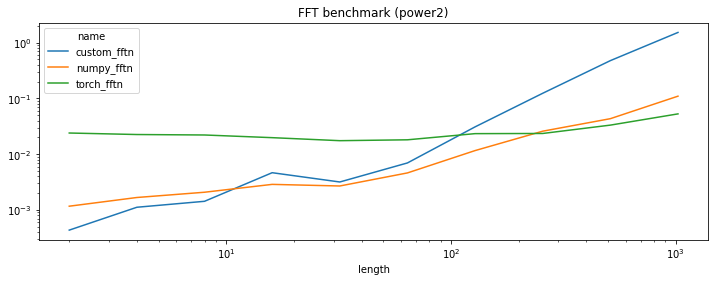 FFT benchmark (power2)
name
custom_fftn
numpy_fftn
torch_fftn
10⁰
10⁻¹
10⁻²
10⁻³
10¹
10²
10³
length